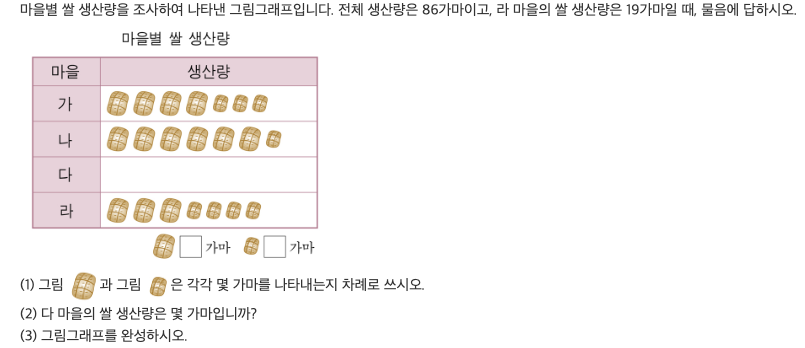 마을별 쌀 생산량을 조사하여 나타낸 그림그래프입니다. 전체 생산량은 86가마이고, 라 마을의 쌀 생산량은 19가마일 때, 물음에 답하시오.
마을별 쌀 생산량
마을 생산량
가
나
다
라
가마 가마
(1) 그림 과 그림 은 각각 몇 가마를 나타내는지 차례로 쓰시오.
(2) 다 마을의 쌀 생산량은 몇 가마입니까?
(3) 그림그래프를 완성하시오.